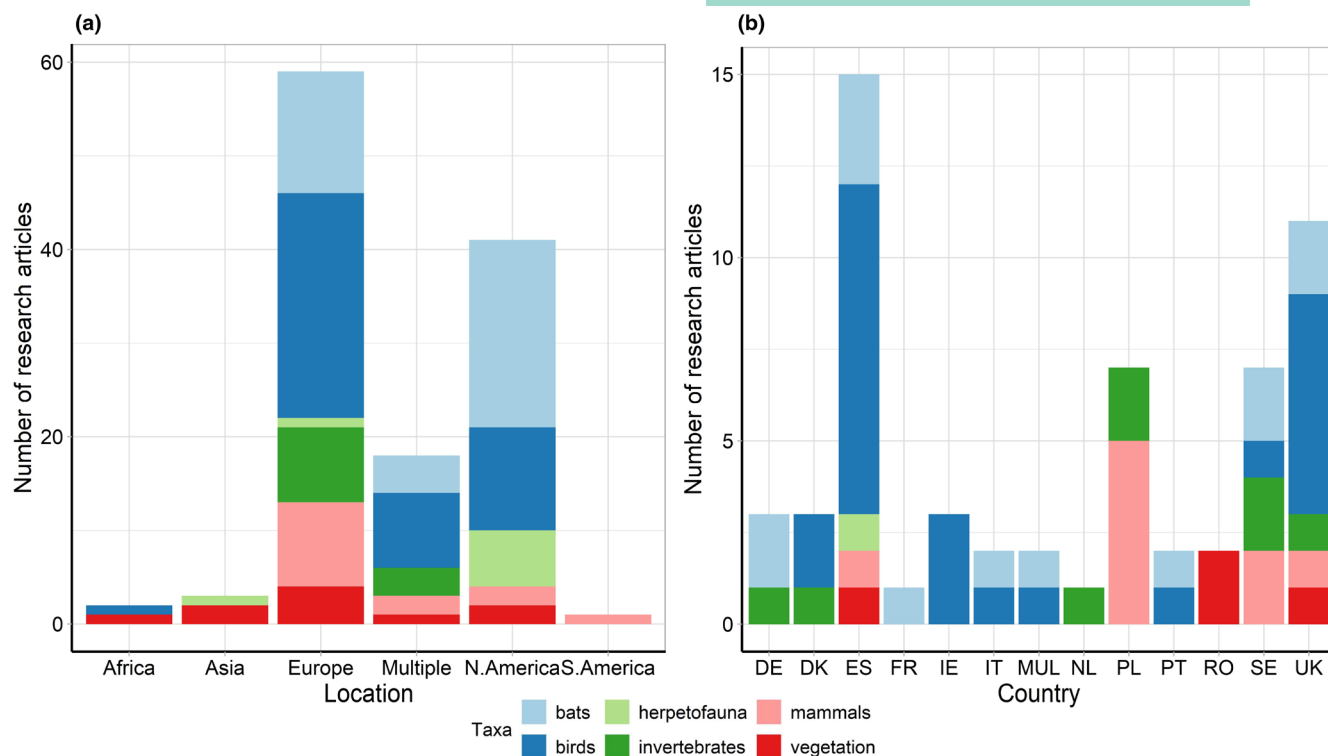 (a)
(b)
Number of research articles
60
40
20
0
Africa Asia Europe Multiple N.America S.America
Location
Number of research articles
15
10
5
0
DE DK ES FR IE IT MUL NL PL PT RO SE UK
Country
Taxa
bats herpetofauna mammals
birds invertebrates vegetation